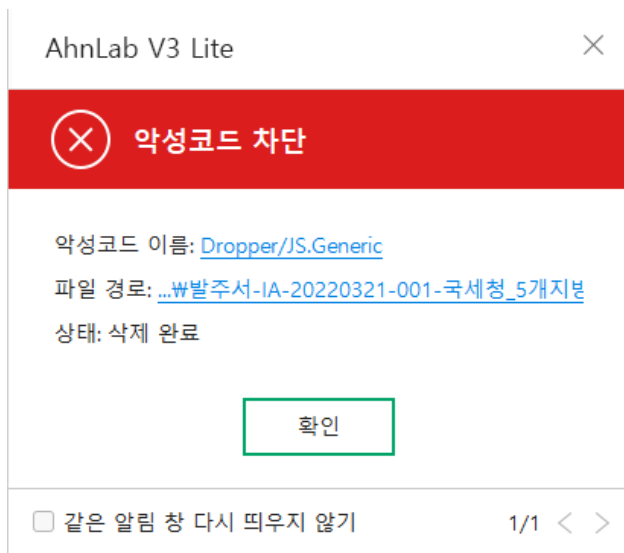 AhnLab V3 Lite
악성코드 차단
악성코드 이름: Dropper/JS.Generic
파일 경로: ...₩발주서-IA-20220321-001-국세청_5개지방
상태: 삭제 완료
확인
같은 알림 창 다시 띄우지 않기
1/1